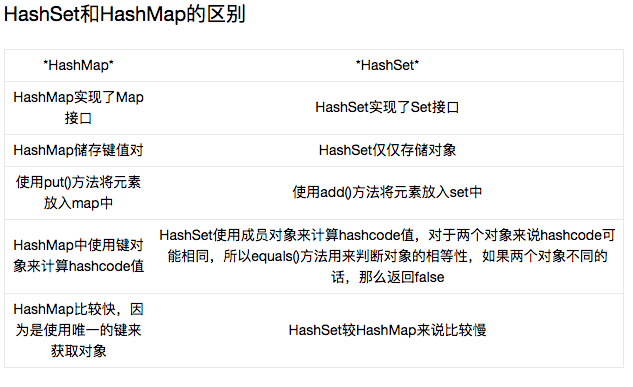 HashSet和HashMap的区别
*HashMap*
*HashSet*
HashMap实现了Map
接口
HashSet实现了Set接口
HashMap储存键值对
HashSet仅仅存储对象
使用put()方法将元素
放入map中
使用add()方法将元素放入set中
HashMap中使用键对
象来计算hashcode值
HashSet使用成员对象来计算hashcode值，对于两个对象来说hashcode可
能相同，所以equals()方法用来判断对象的相等性，如果两个对象不同的
话，那么返回false
HashMap比较快，因
为是使用唯一的键来
获取对象
HashSet较HashMap来说比较慢